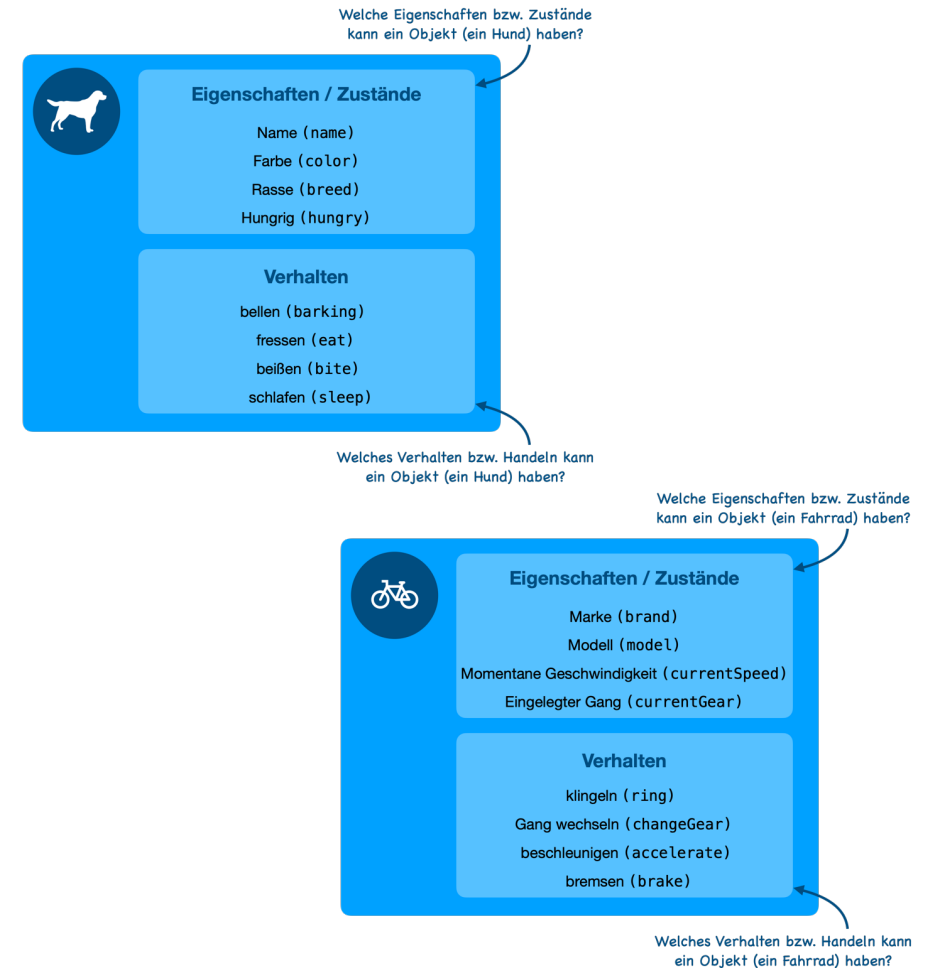 Welche Eigenschaften bzw. Zustände
kann ein Objekt (ein Hund) haben?
Eigenschaften / Zustände
Name (name)
Farbe (color)
Rasse (breed)
Hungrig (hungry)
Verhalten
bellen (barking)
fressen (eat)
beißen (bite)
schlafen (sleep)
Welches Verhalten bzw. Handeln kann
ein Objekt (ein Hund) haben?
Welche Eigenschaften bzw. Zustände
kann ein Objekt (ein Fahrrad) haben?
Eigenschaften / Zustände
Marke (brand)
Modell (model)
Momentane Geschwindigkeit (currentSpeed)
Eingelegter Gang (currentGear)
Verhalten
klingeln (ring)
Gang wechseln (changeGear)
beschleunigen (accelerate)
bremsen (brake)
Welches Verhalten bzw. Handeln kann
ein Objekt (ein Fahrrad) haben?